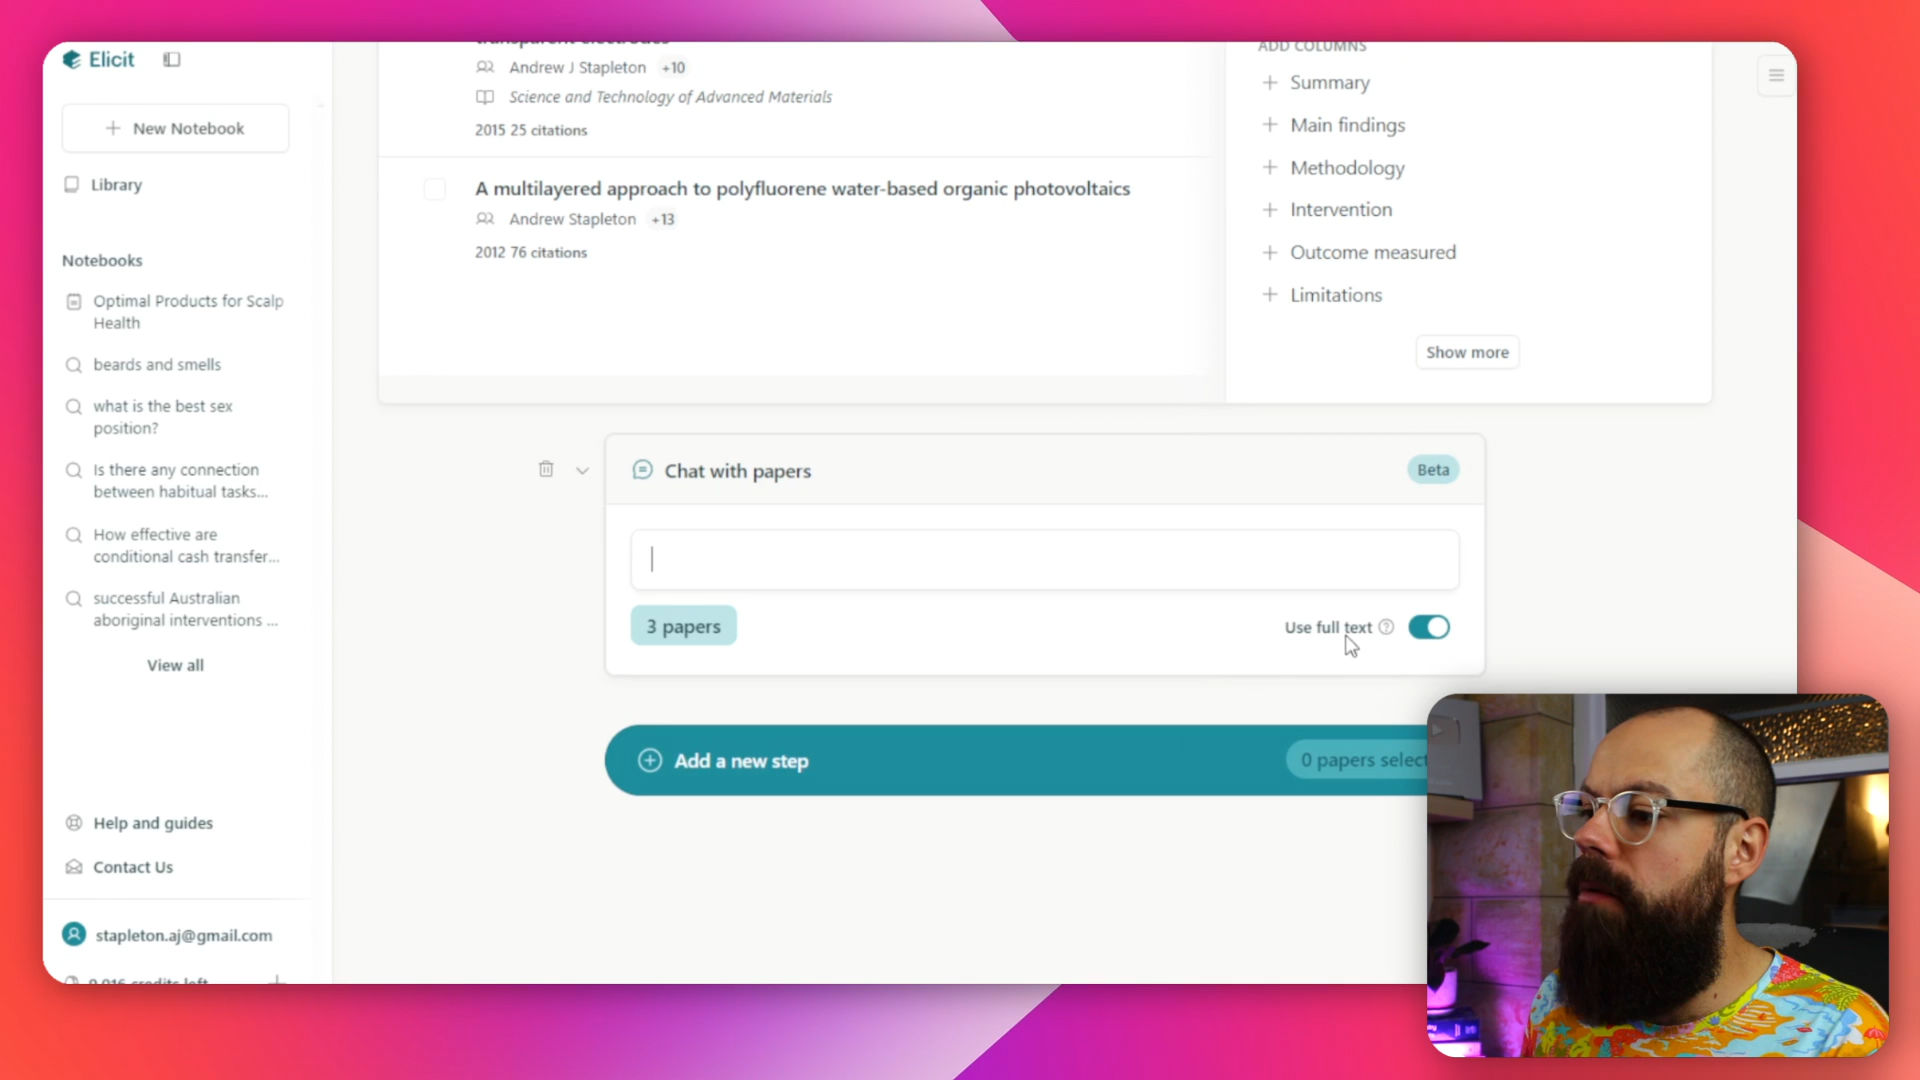 Elicit
New Notebook
Library
Notebooks
Optimal Products for Scalp
Health
beards and smells
what is the best sex
position?
Is there any connection
between habitual tasks...
How effective are
conditional cash transfer...
successful Australian
aboriginal interventions ...
View all
Help and guides
Contact Us
stapleton.aj@gmail.com
transparent electrodes
Andrew J Stapleton +10
Science and Technology of Advanced Materials
2015 25 citations
A multilayered approach to polyfluorene water-based organic photovoltaics
Andrew Stapleton +13
2012 76 citations
ADD COLUMNS
Summary
Main findings
Methodology
Intervention
Outcome measured
Limitations
Show more
Chat with papers
Beta
3 papers
Use full text
Add a new step
0 papers select